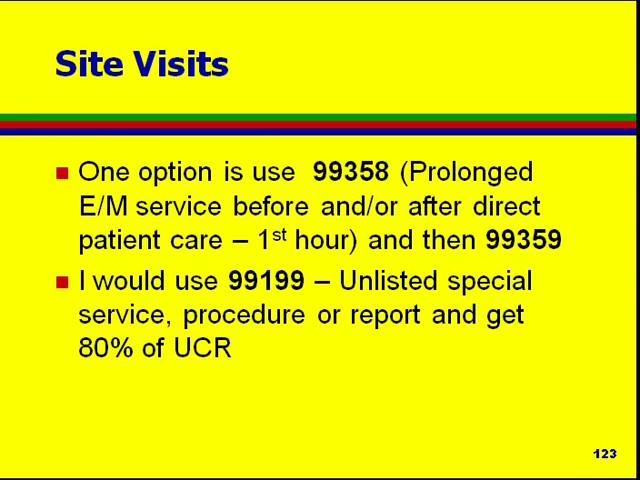 Site Visits
One option is use 99358 (Prolonged
E/M service before and/or after direct
patient care – 1st hour) and then 99359
I would use 99199 – Unlisted special
service, procedure or report and get
80% of UCR
123